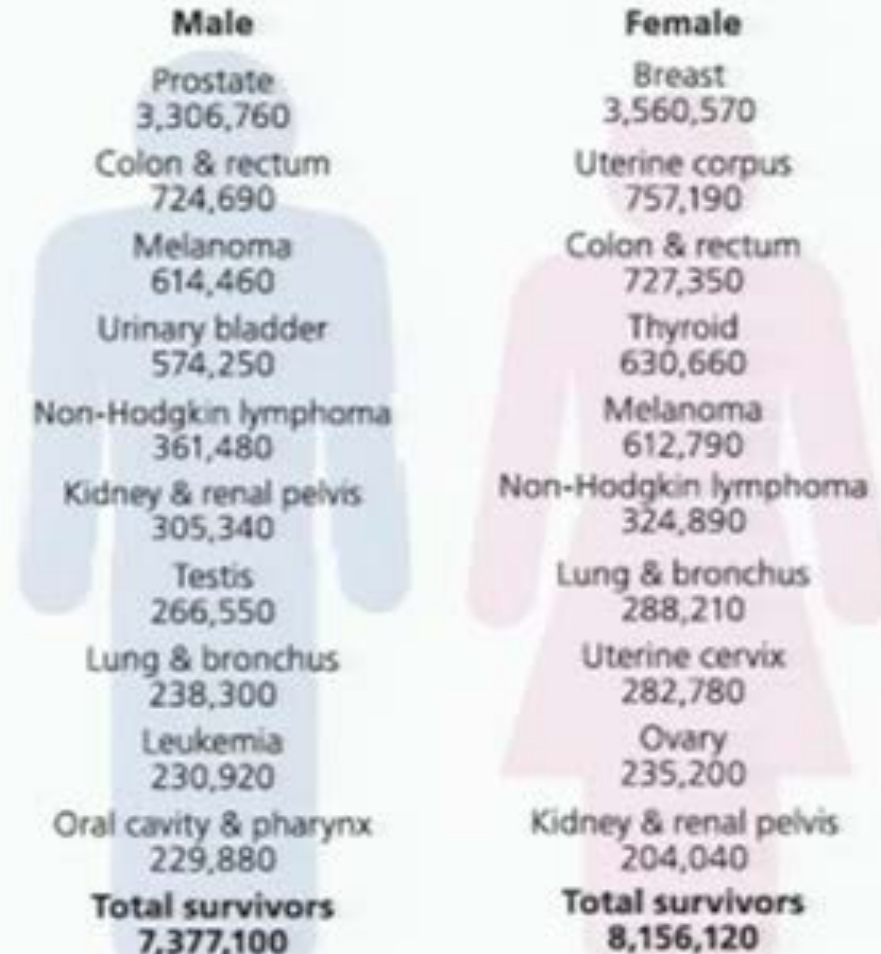 Male
Prostate
3,306,760
Colon & rectum
724,690
Melanoma
614,460
Urinary bladder
574,250
Non-Hodgkin lymphoma
361,480
Kidney & renal pelvis
305,340
Testis
266,550
Lung & bronchus
238,300
Leukemia
230,920
Oral cavity & pharynx
229,880
Total survivors
7,377,100
Female
Breast
3,560,570
Uterine corpus
757,190
Colon & rectum
727,350
Thyroid
630,660
Melanoma
612,790
Non-Hodgkin lymphoma
324,890
Lung & bronchus
288,210
Uterine cervix
282,780
Ovary
235,200
Kidney & renal pelvis
204,040
Total survivors
8,156,120